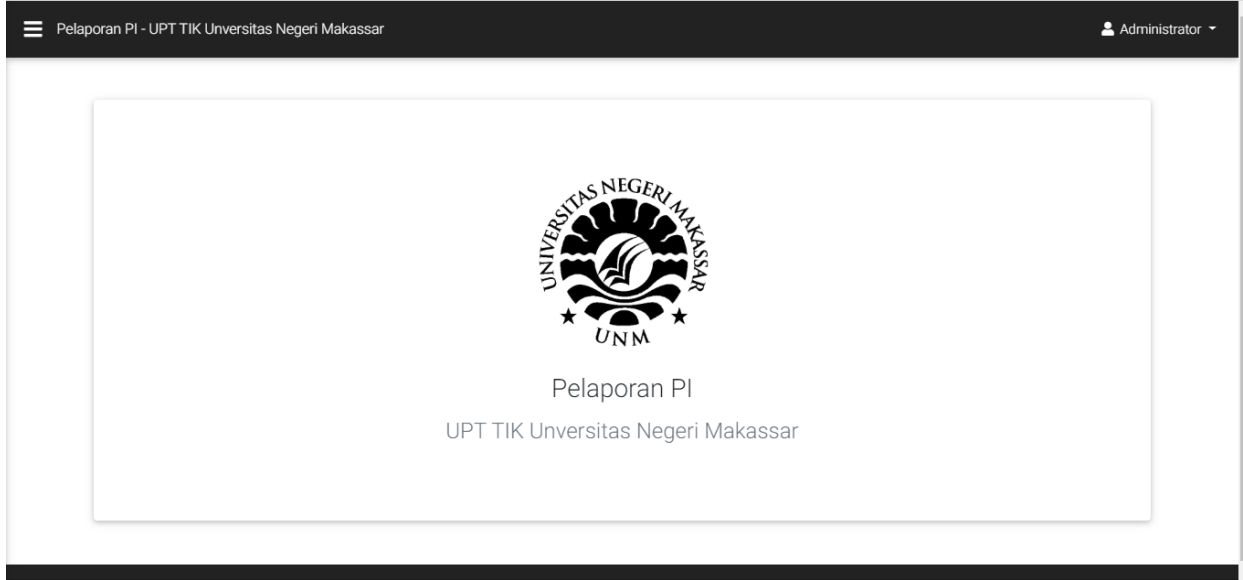 Pelaporan PI - UPT TIK Unversitas Negeri Makassar
Administrator
UNIVERSITAS NEGERI MAKASSAR
UNM
Pelaporan PI
UPT TIK Unversitas Negeri Makassar